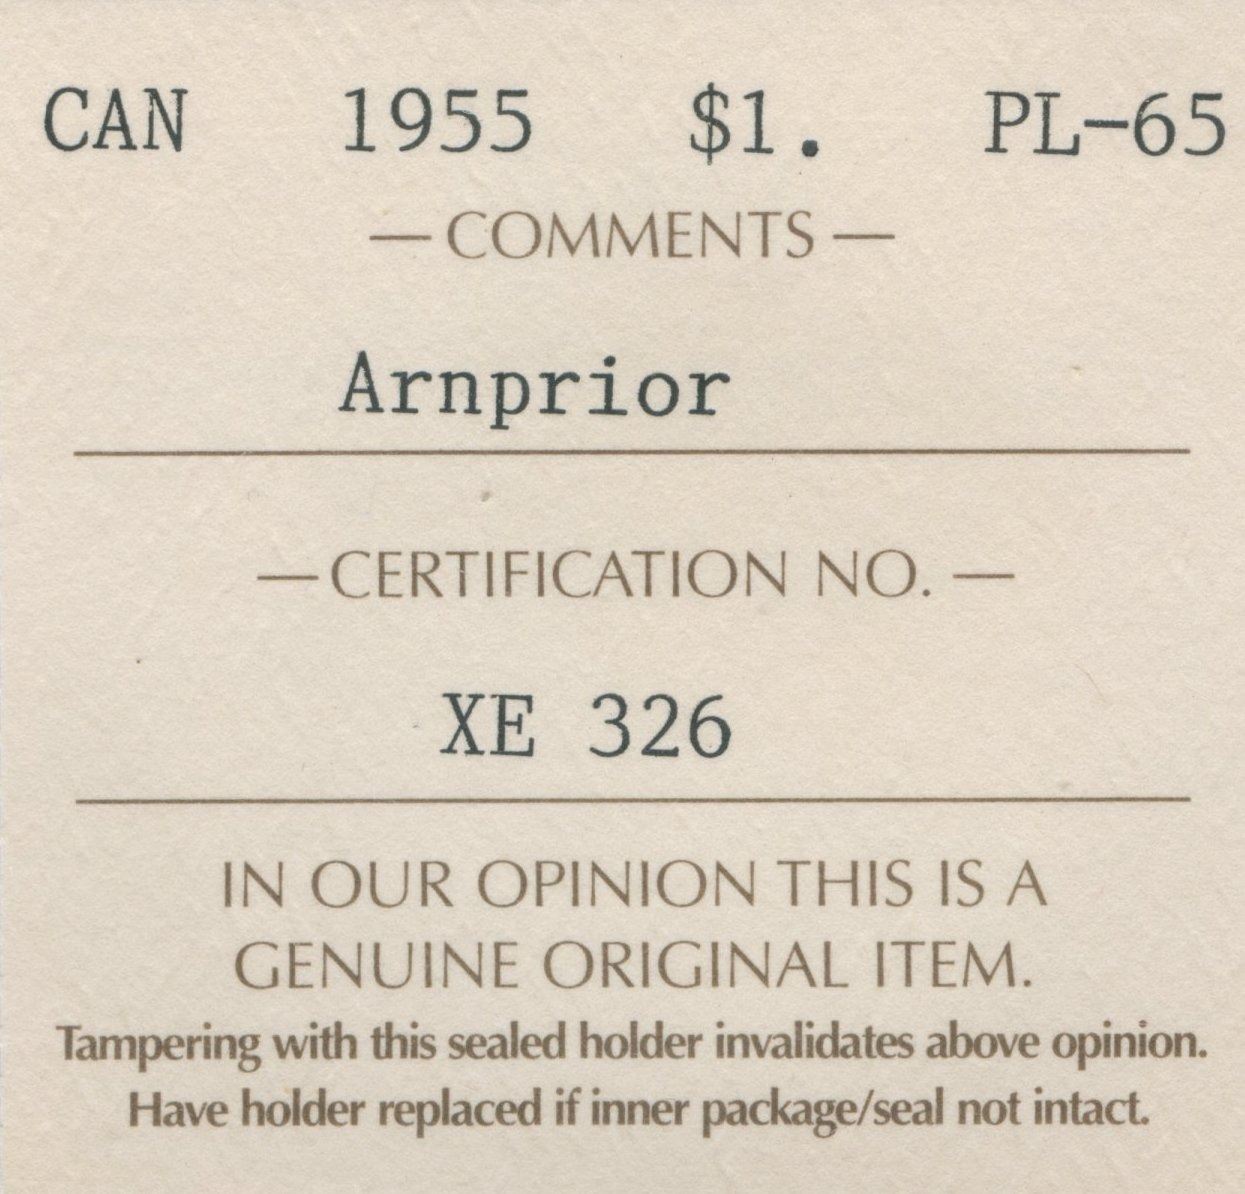 CAN 1955 $1. PL-65
— COMMENTS —
Arnprior
— CERTIFICATION NO. —
XE 326
IN OUR OPINION THIS IS A
GENUINE ORIGINAL ITEM.
Tampering with this sealed holder invalidates above opinion.
Have holder replaced if inner package/seal not intact.